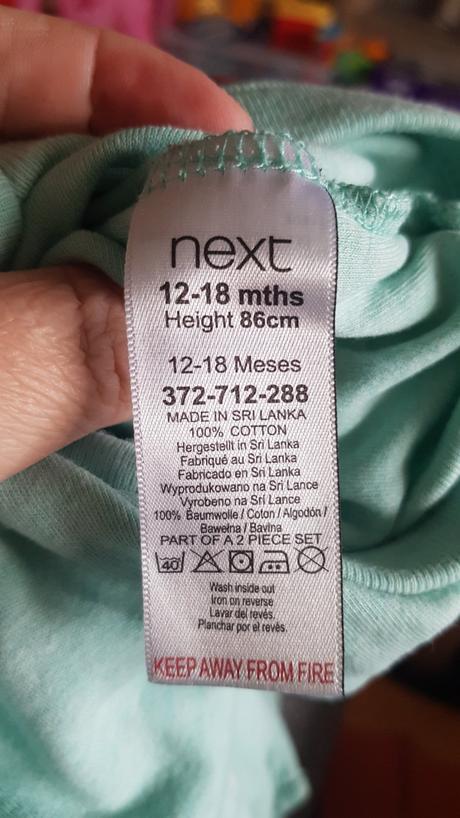 next
12-18 mths
Height 86cm
12-18 Meses
372-712-288
MADE IN SRI LANKA
100% COTTON
Hergestellt in Sri Lanka
Fabriqué au Sri Lanka
Fabricado en Sri Lanka
Wyprodukowano na Sri Lance
Vyrobeno na Srí Lance
100% Baumwolle / Coton / Algodón /
Bawełna / Bavlna
PART OF A 2 PIECE SET
40
Wash inside out
Iron on reverse
Lavar del revés.
Planchar por el revés.
KEEP AWAY FROM FIRE